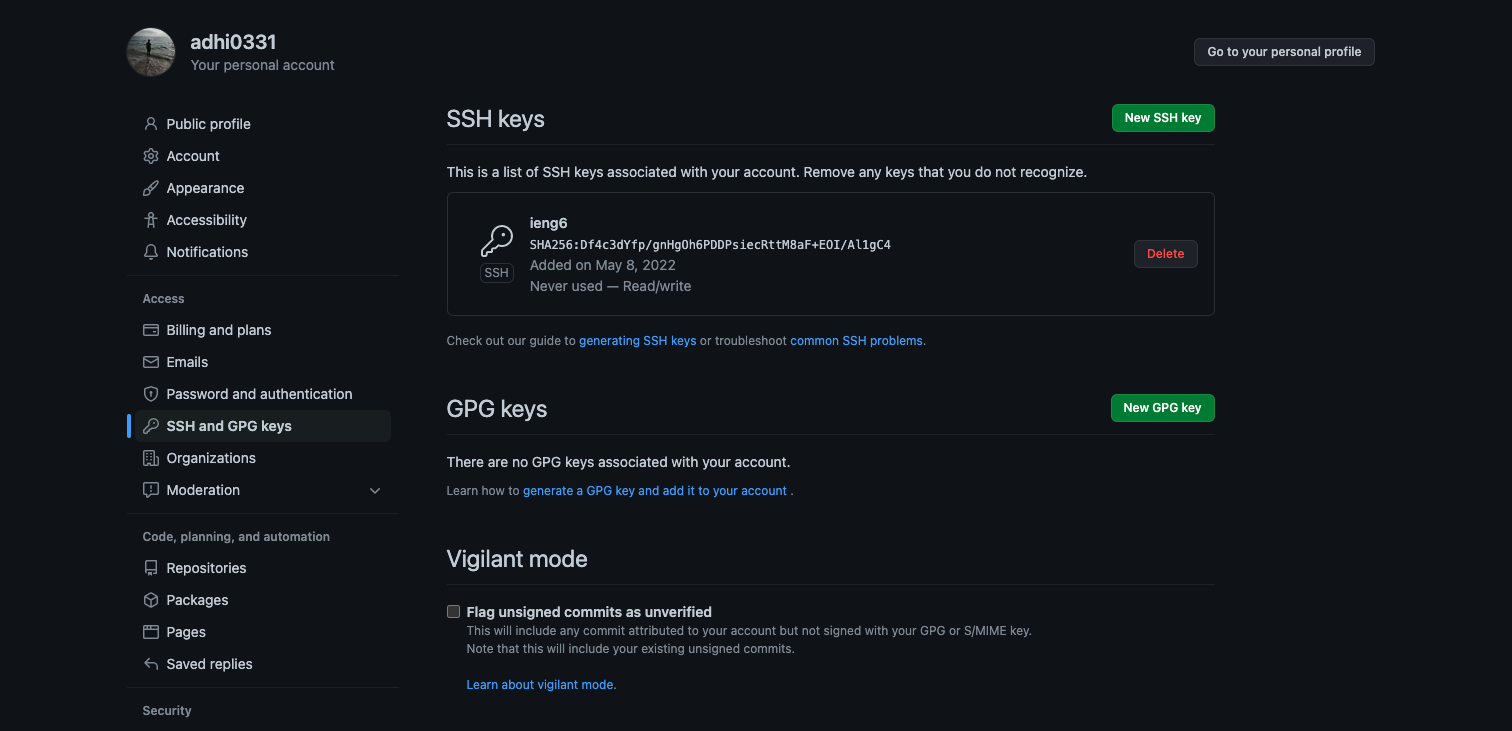 adhi0331
Your personal account
Go to your personal profile
Public profile
Account
Appearance
Accessibility
Notifications
Access
Billing and plans
Emails
Password and authentication
SSH and GPG keys
Organizations
Moderation
Code, planning, and automation
Repositories
Packages
Pages
Saved replies
Security
SSH keys
New SSH key
This is a list of SSH keys associated with your account. Remove any keys that you do not recognize.
ieng6
SHA256:Df4c3dYfp/gnHgOh6PDDPsiecRttM8aF+EOI/Al1gC4
Added on May 8, 2022
Never used — Read/write
SSH
Delete
Check out our guide to generating SSH keys or troubleshoot common SSH problems.
GPG keys
New GPG key
There are no GPG keys associated with your account.
Learn how to generate a GPG key and add it to your account .
Vigilant mode
Flag unsigned commits as unverified
This will include any commit attributed to your account but not signed with your GPG or S/MIME key.
Note that this will include your existing unsigned commits.
Learn about vigilant mode.